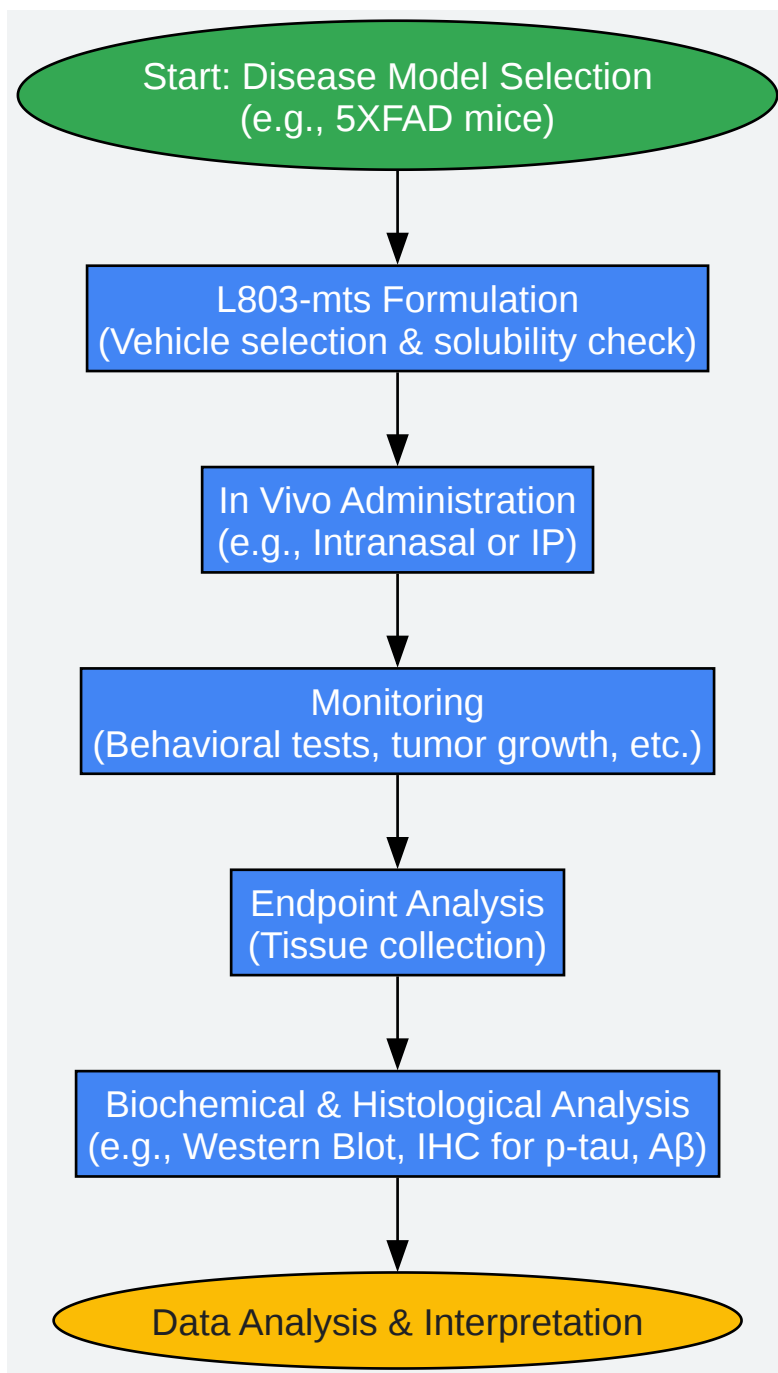 Start: Disease Model Selection
(e.g., 5XFAD mice)
L803-mts Formulation
(Vehicle selection & solubility check)
In Vivo Administration
(e.g., Intranasal or IP)
Monitoring
(Behavioral tests, tumor growth, etc.)
Endpoint Analysis
(Tissue collection)
Biochemical & Histological Analysis
(e.g., Western Blot, IHC for p-tau, Aβ)
Data Analysis & Interpretation